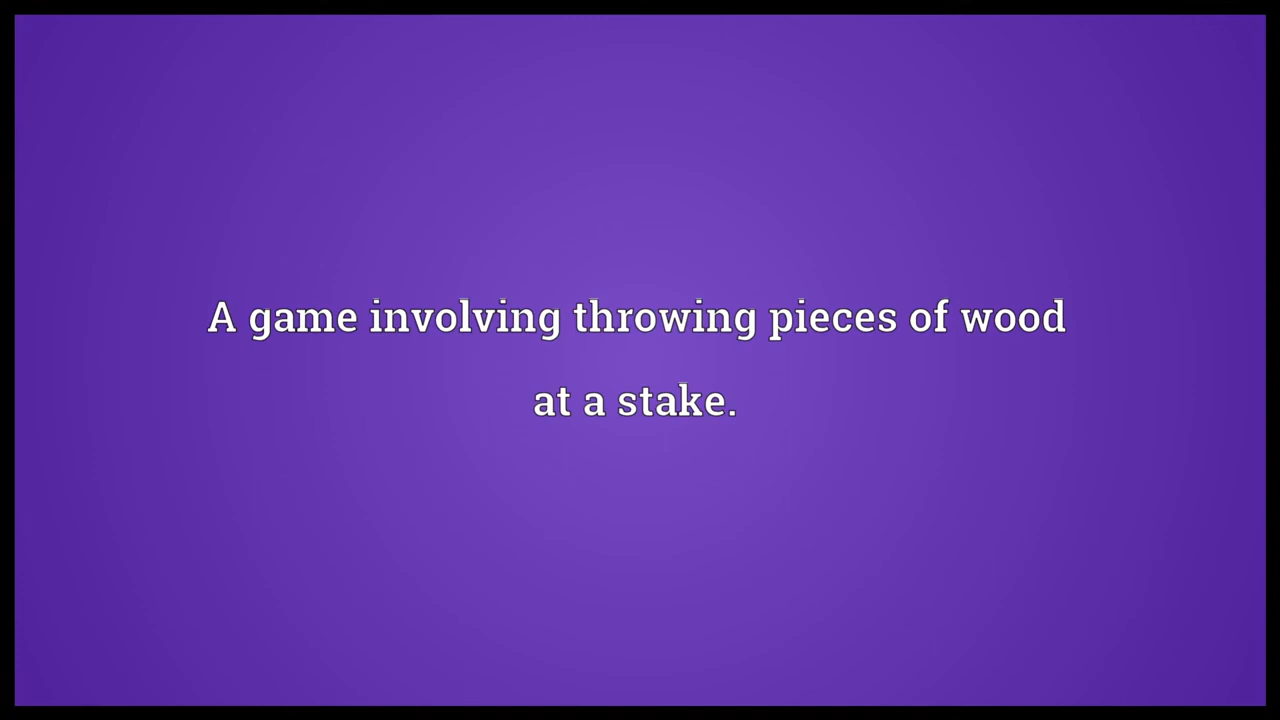 A game involving throwing pieces of wood
at a stake.